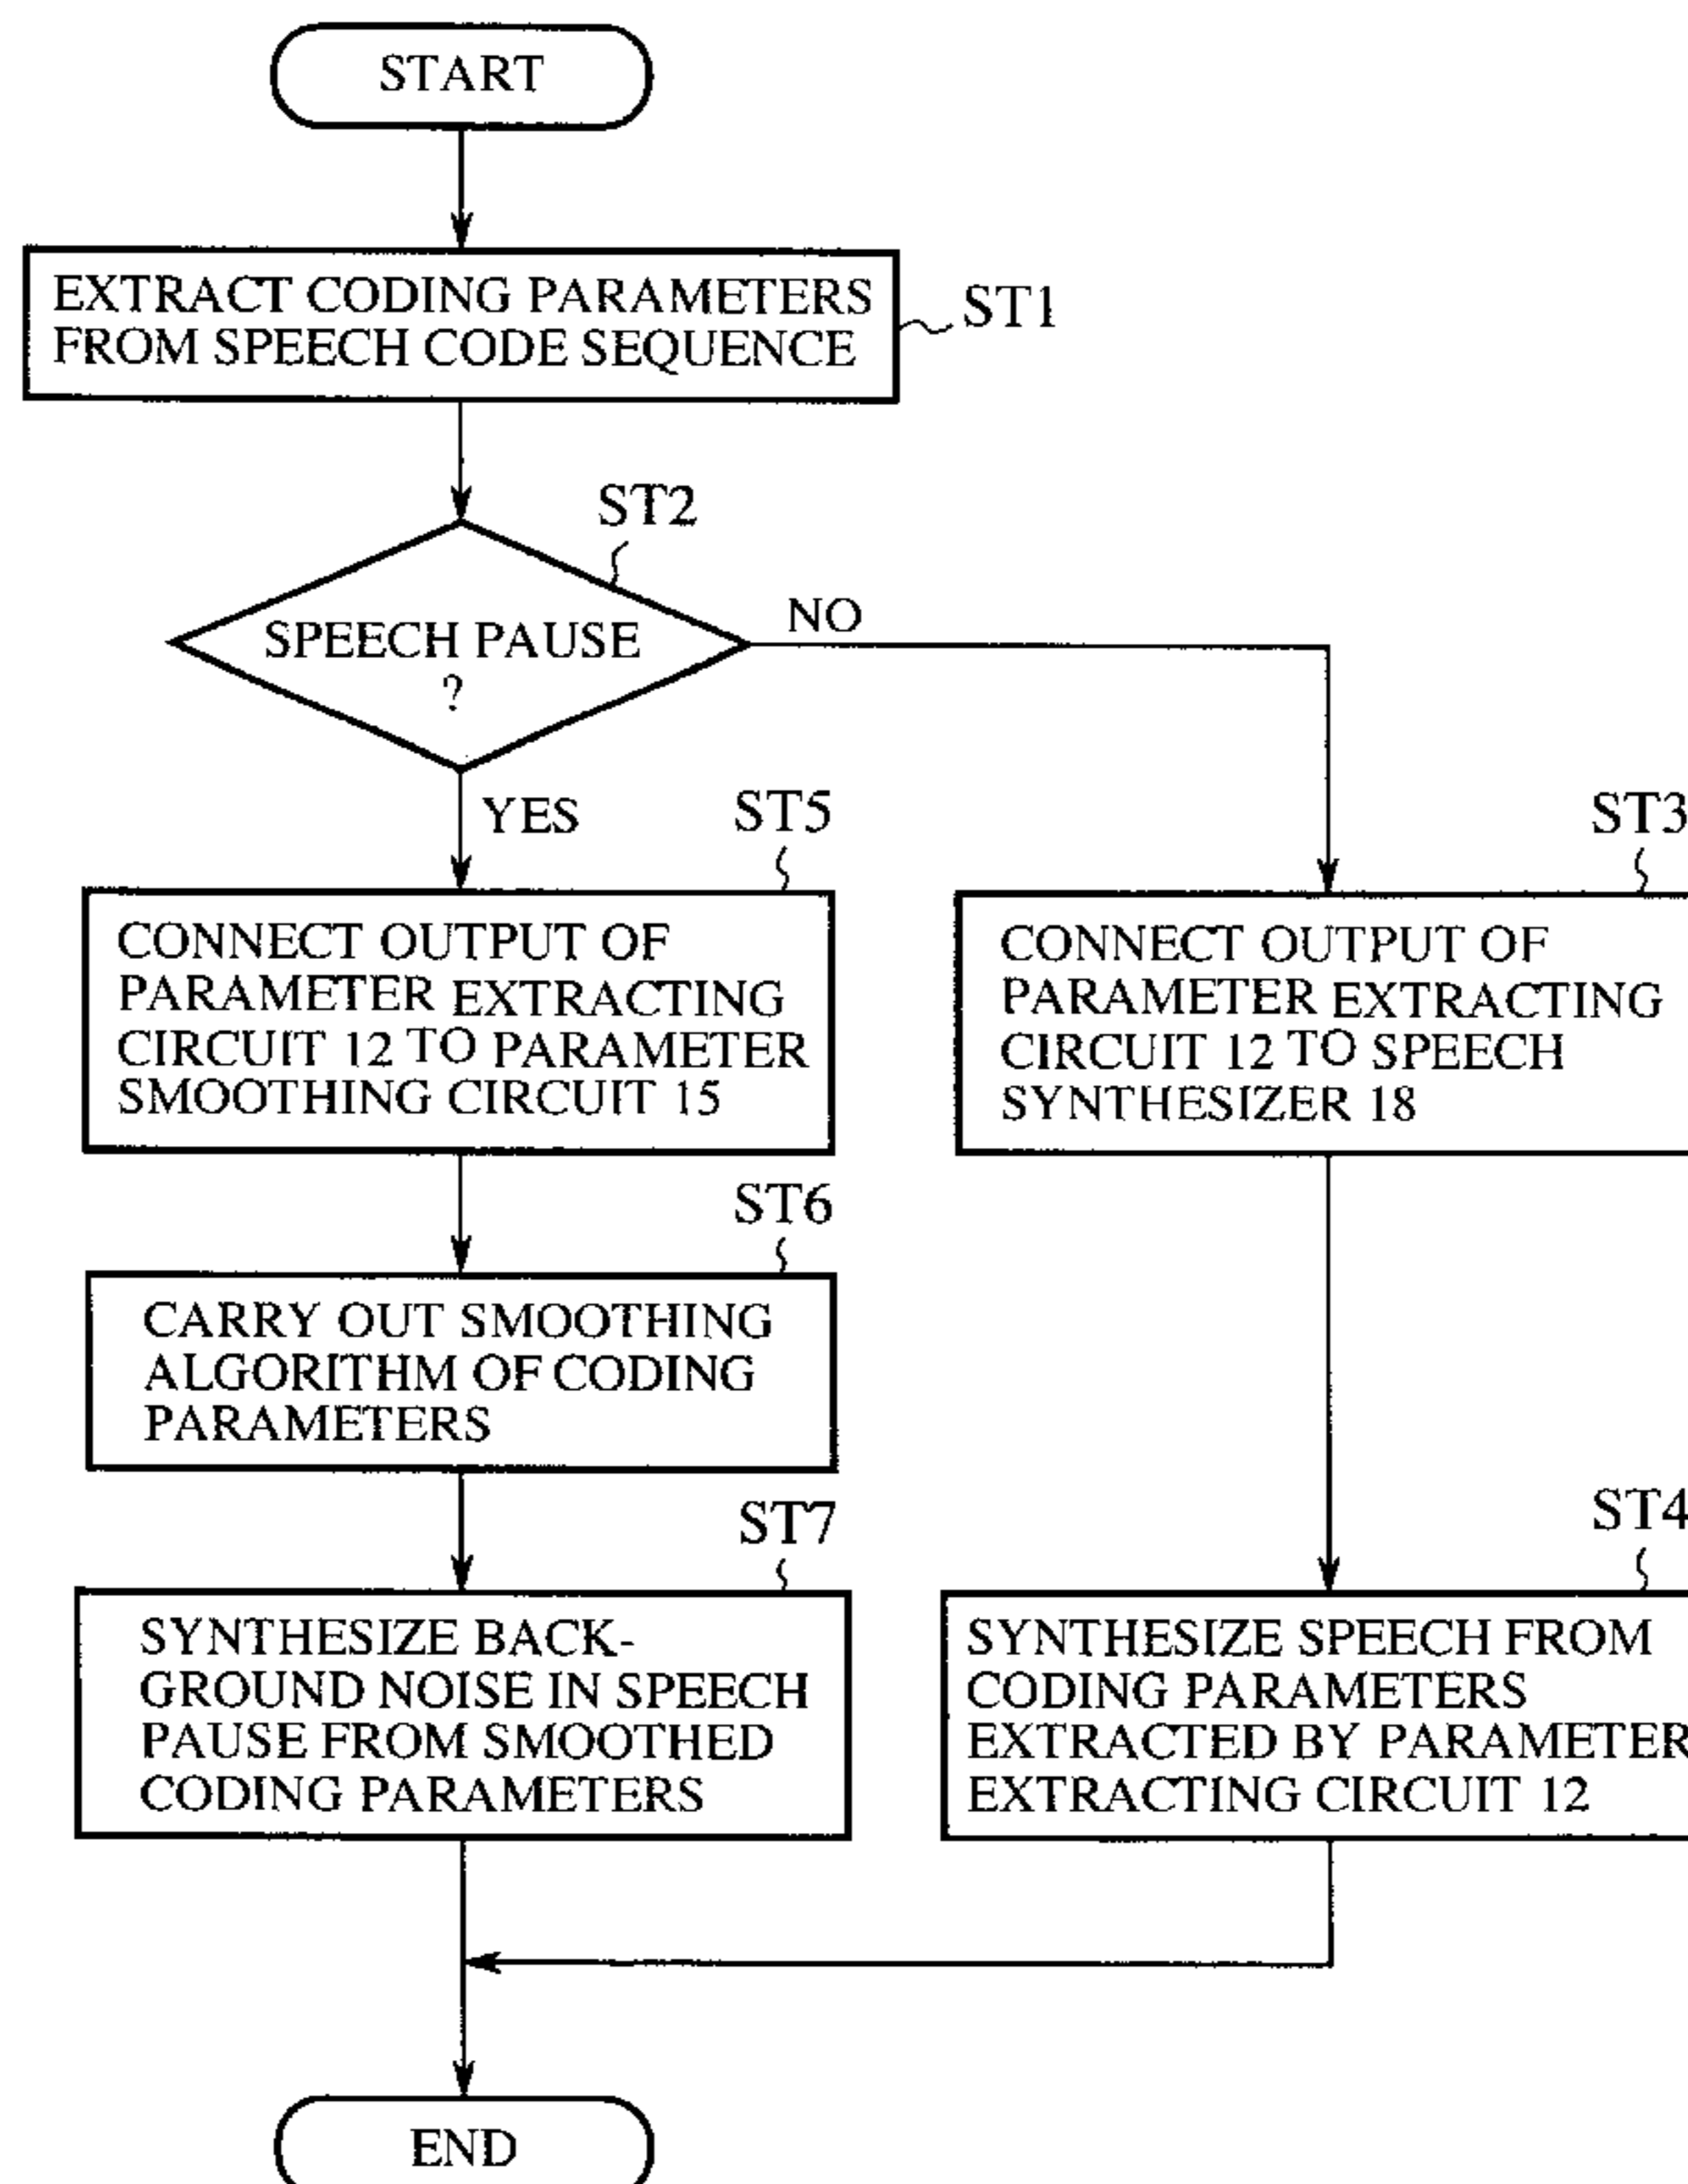 START
EXTRACT CODING PARAMETERS
FROM SPEECH CODE SEQUENCE
ST1
ST2
SPEECH PAUSE
?
NO
YES
ST5
CONNECT OUTPUT OF
PARAMETER EXTRACTING
CIRCUIT 12 TO PARAMETER
SMOOTHING CIRCUIT 15
ST3
CONNECT OUTPUT OF
PARAMETER EXTRACTING
CIRCUIT 12 TO SPEECH
SYNTHESIZER 18
ST6
CARRY OUT SMOOTHING
ALGORITHM OF CODING
PARAMETERS
ST7
SYNTHESIZE BACK-
GROUND NOISE IN SPEECH
PAUSE FROM SMOOTHED
CODING PARAMETERS
ST4
SYNTHESIZE SPEECH FROM
CODING PARAMETERS
EXTRACTED BY PARAMETER
EXTRACTING CIRCUIT 12
END